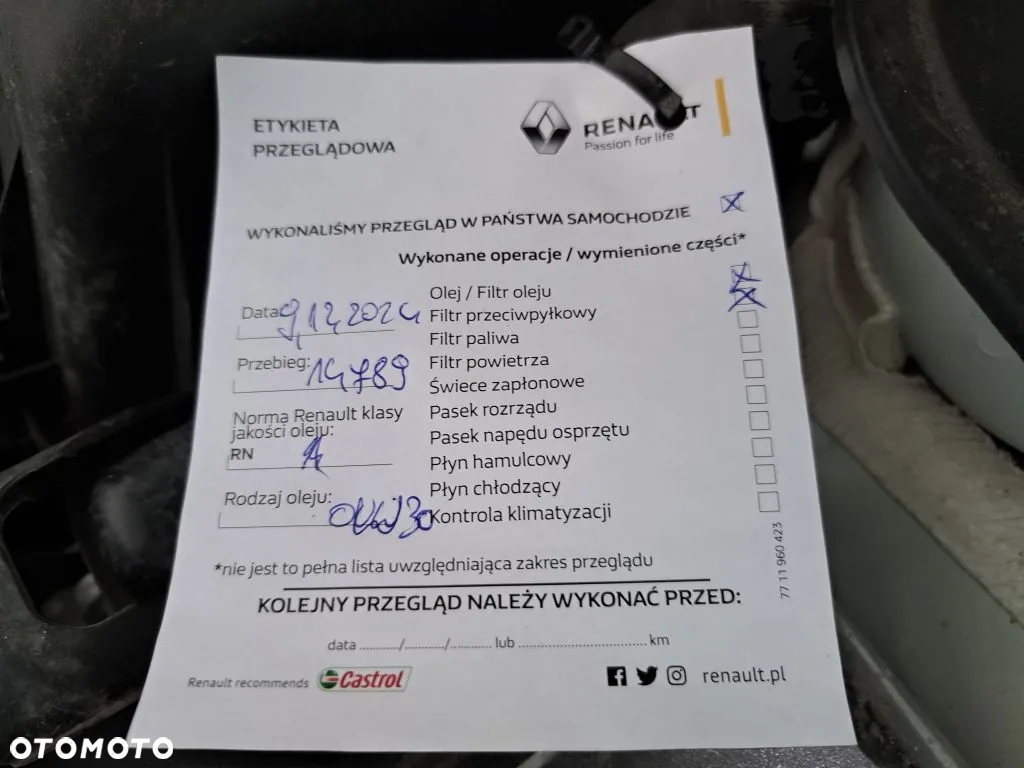 ETYKIETA
PRZEGLĄDOWA
RENAULT
Passion for life
WYKONALIŚMY PRZEGLĄD W PAŃSTWA SAMOCHODZIE
Wykonane operacje / wymienione części*
Data: 9,12,2024
Przebieg: 14789
Norma Renault klasy
jakości oleju:
RN
Rodzaj oleju: 0W30
Olej / Filtr oleju
Filtr przeciwpyłkowy
Filtr paliwa
Filtr powietrza
Świece zapłonowe
Pasek rozrządu
Pasek napędu osprzętu
Płyn hamulcowy
Płyn chłodzący
Kontrola klimatyzacji
77 11 960 423
*nie jest to pełna lista uwzględniająca zakres przeglądu
KOLEJNY PRZEGLĄD NALEŻY WYKONAĆ PRZED:
data .........../.........../........... lub .................................. km
Renault recommends Castrol
renault.pl
OTOMOTO